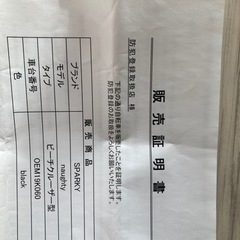 販売証明書
防犯登録取扱店 様
下記の通り自転車を販売したことを証明します。
防犯登録のお取扱をよろしくお願いいたします。
販売商品
ブランド SPARKY
モデル naughty
タイプ ビーチクルーザー型
車台番号 OEM19K060
色 black